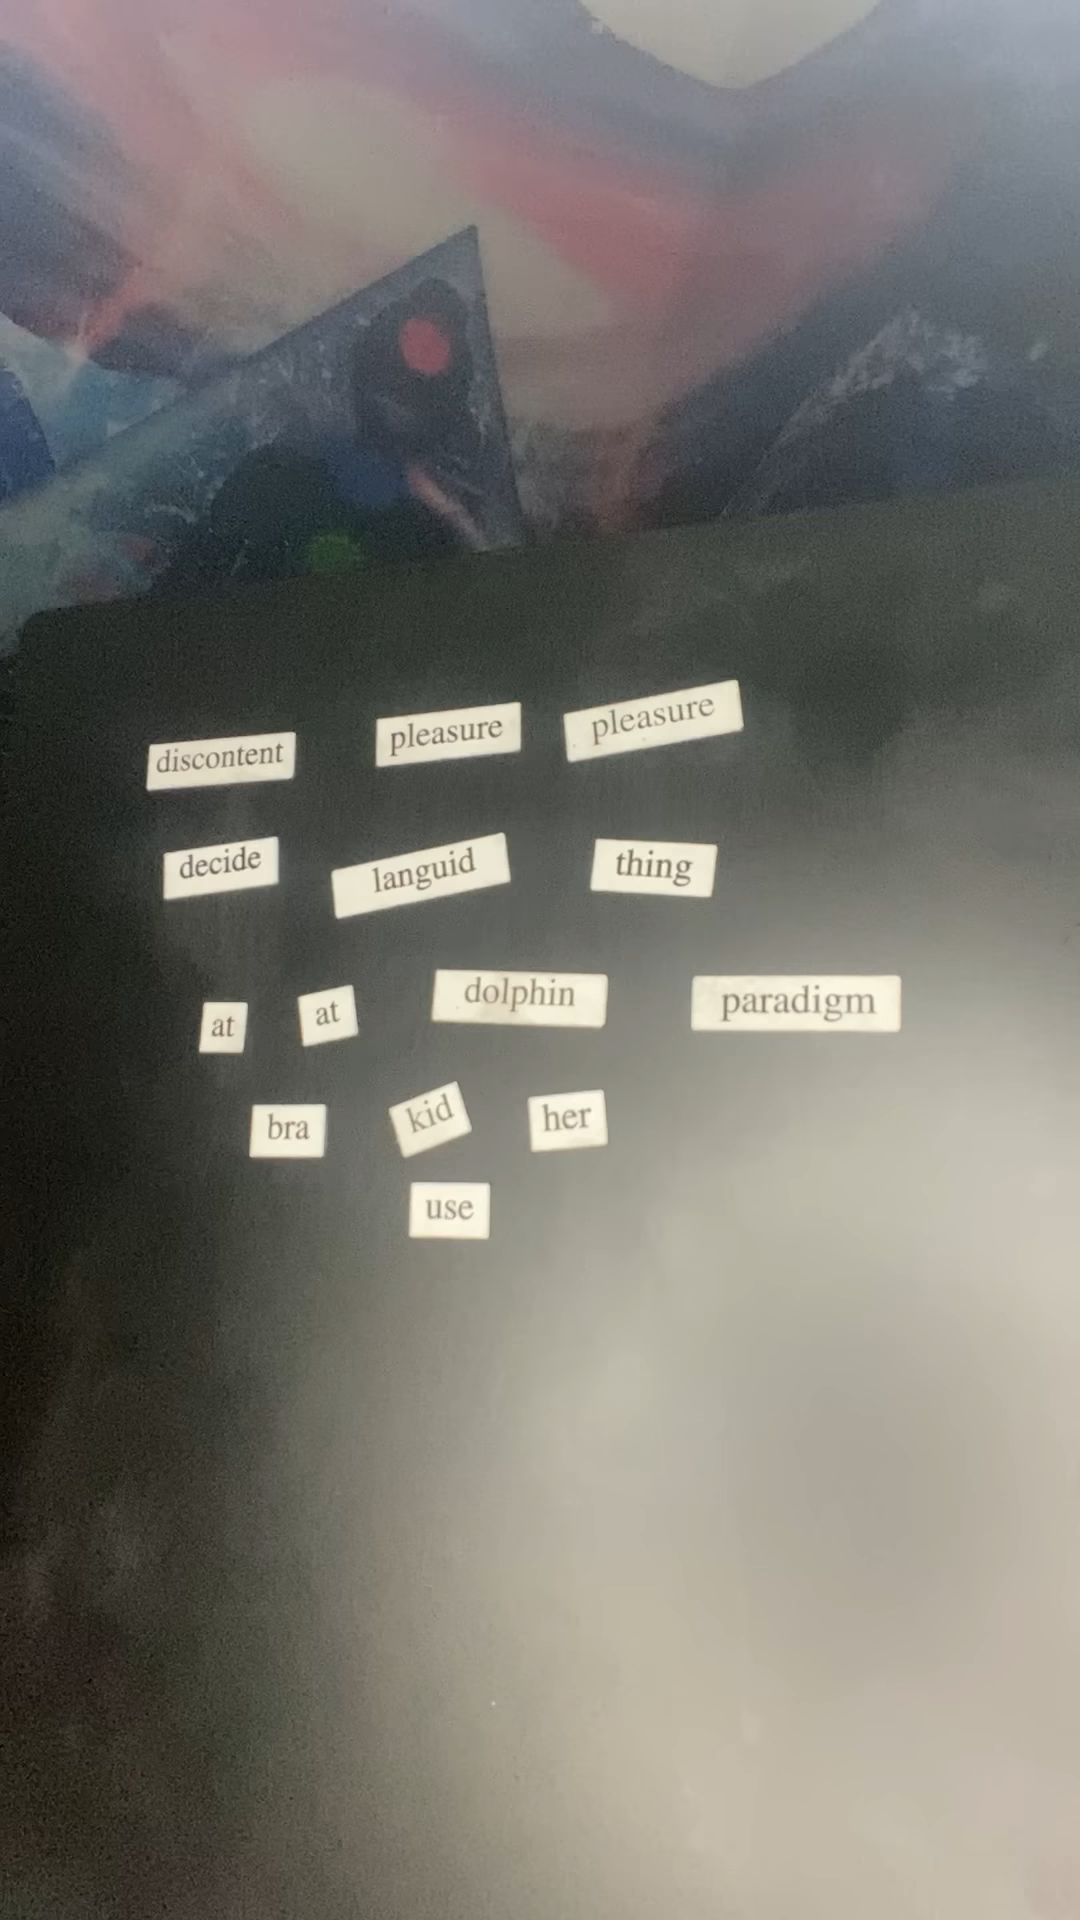 discontent pleasure pleasure
decide languid thing
at at dolphin paradigm
bra kid her
use